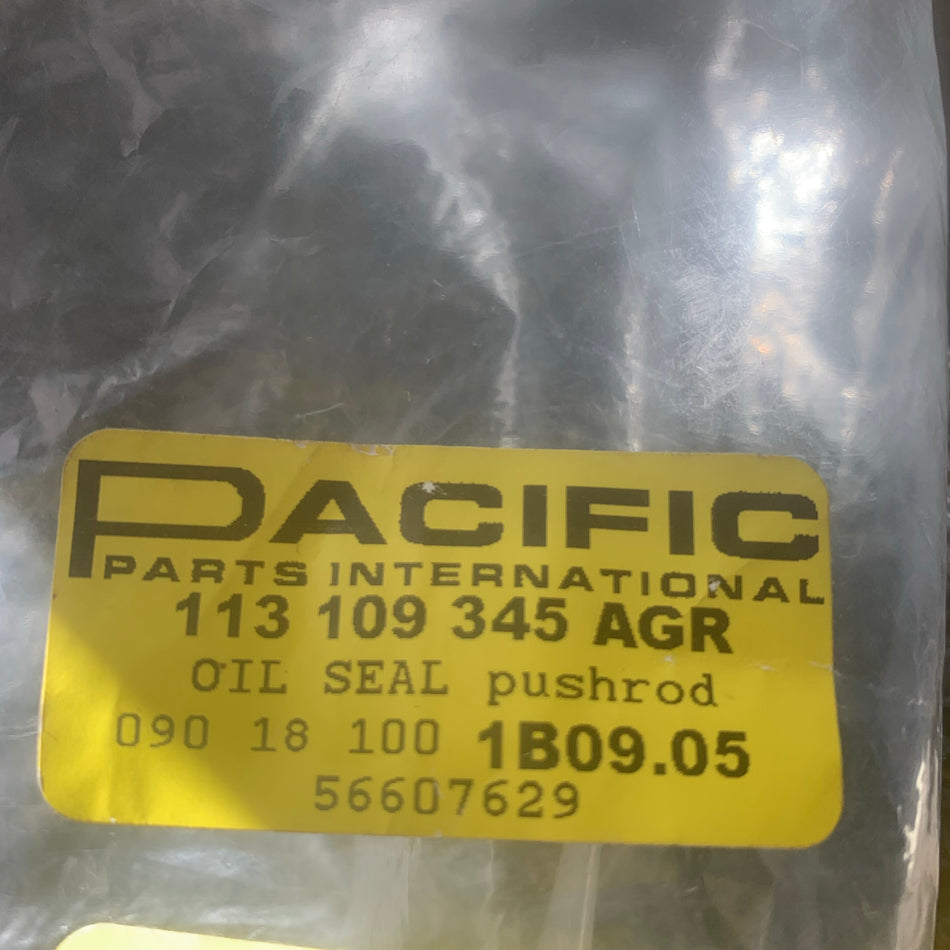 PACIFIC
PARTS INTERNATIONAL
113 109 345 AGR
OIL SEAL pushrod
090 18 100 1B09.05
56607629